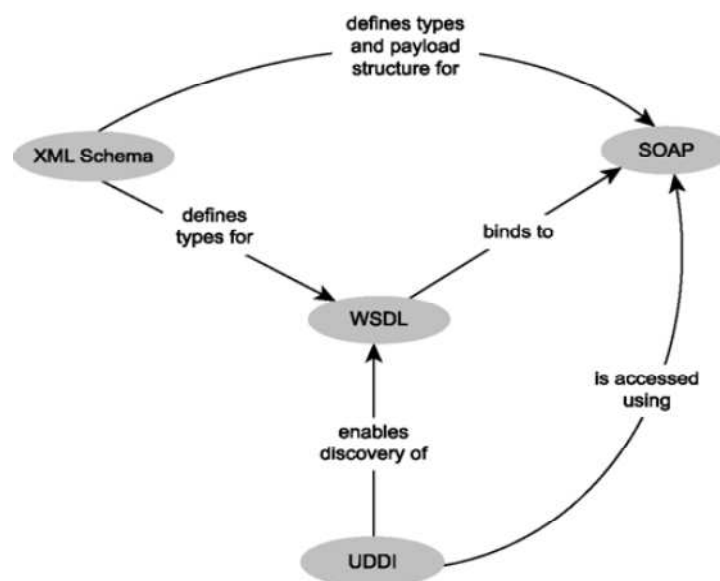 defines types
and payload
structure for
XML Schema
SOAP
defines
types for
binds to
WSDL
is accessed
using
enables
discovery of
UDDI